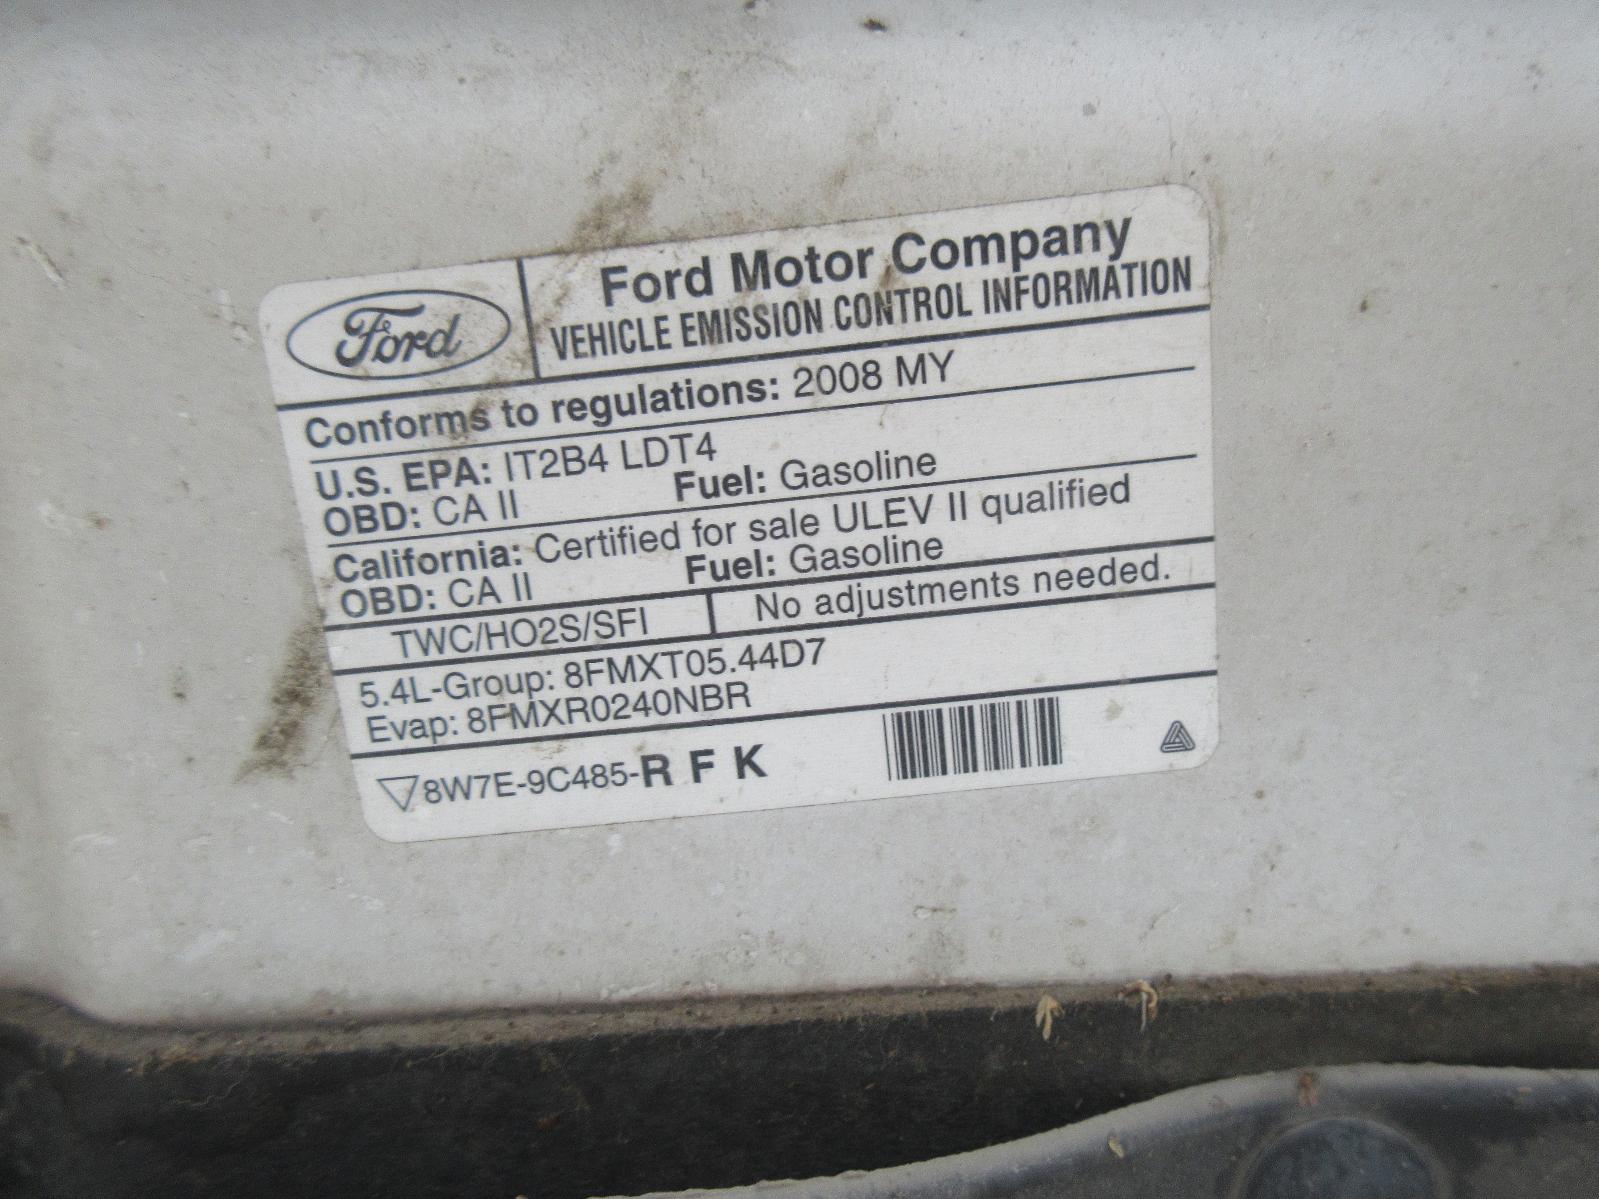 Ford
Ford Motor Company
VEHICLE EMISSION CONTROL INFORMATION
Conforms to regulations: 2008 MY
U.S. EPA: IT2B4 LDT4
OBD: CA II Fuel: Gasoline
California: Certified for sale ULEV II qualified
OBD: CA II Fuel: Gasoline
TWC/HO2S/SFI No adjustments needed.
5.4L-Group: 8FMXT05.44D7
Evap: 8FMXR0240NBR
8W7E-9C485-R F K